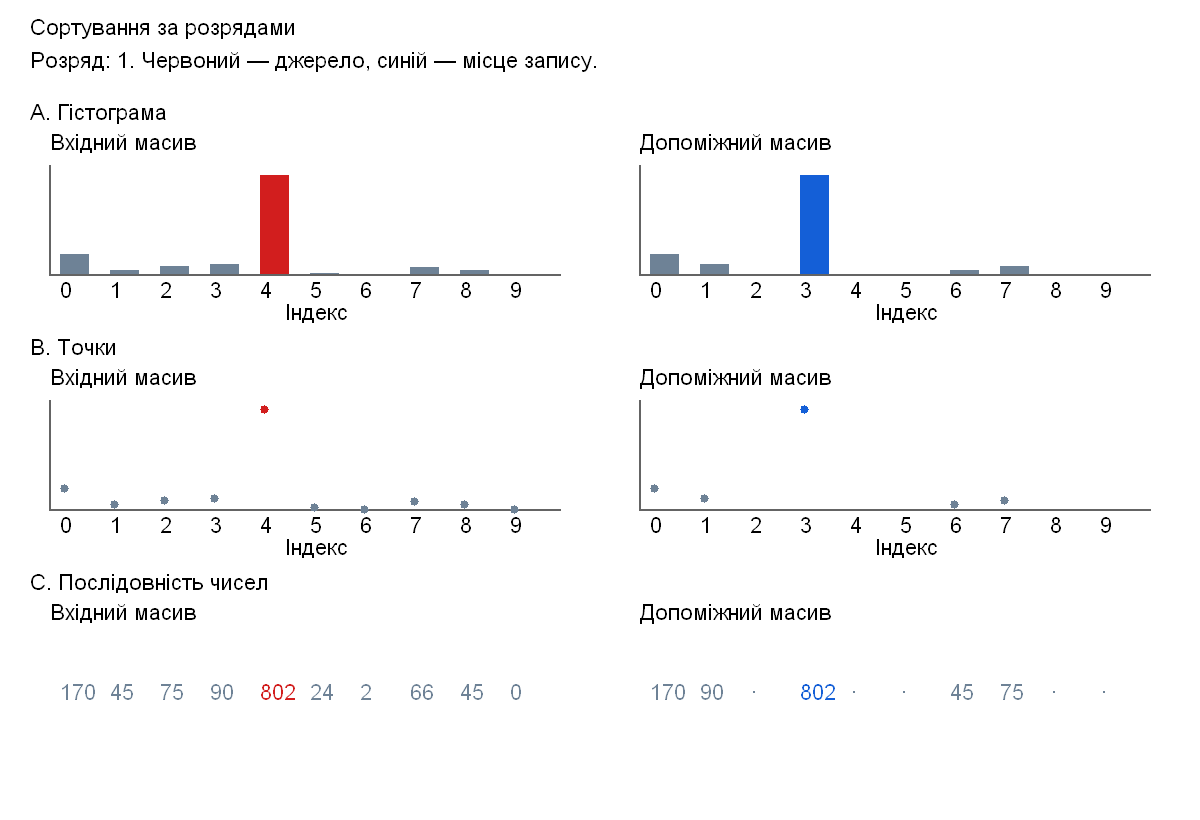 Сортування за розрядами
Розряд: 1. Червоний — джерело, синій — місце запису.
A. Гістограма
Вхідний масив
Допоміжний масив
0 1 2 3 4 5 6 7 8 9
0 1 2 3 4 5 6 7 8 9
Індекс
Індекс
B. Точки
Вхідний масив
Допоміжний масив
0 1 2 3 4 5 6 7 8 9
0 1 2 3 4 5 6 7 8 9
Індекс
Індекс
C. Послідовність чисел
Вхідний масив
Допоміжний масив
170 45 75 90 802 24 2 66 45 0
170 90 · 802 · · 45 75 · ·